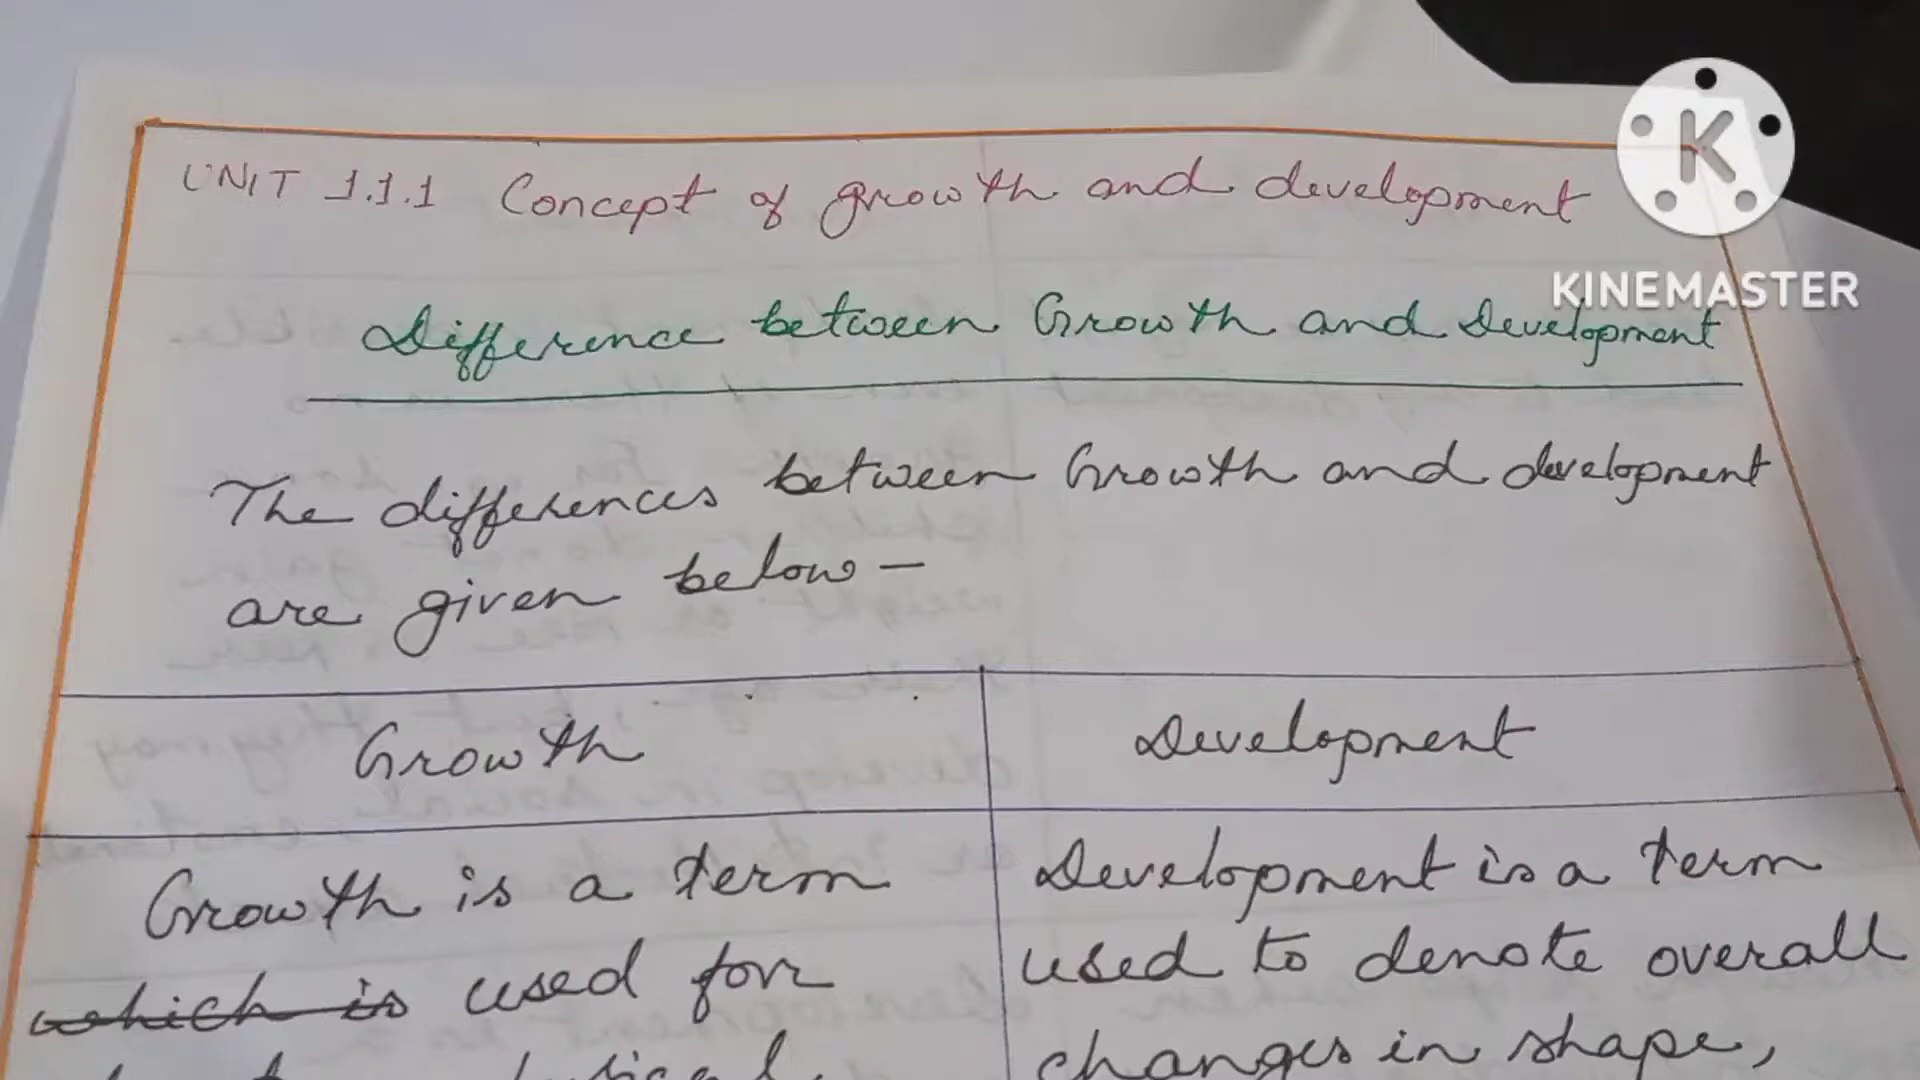 UNIT 1.1.1 Concept of growth and development
KINEMASTER
Difference between Growth and Development
The differences between Growth and development
are given below —
Growth
Development
Growth is a term
which is used for
Development is a term
used to denote overall
changes in shape,